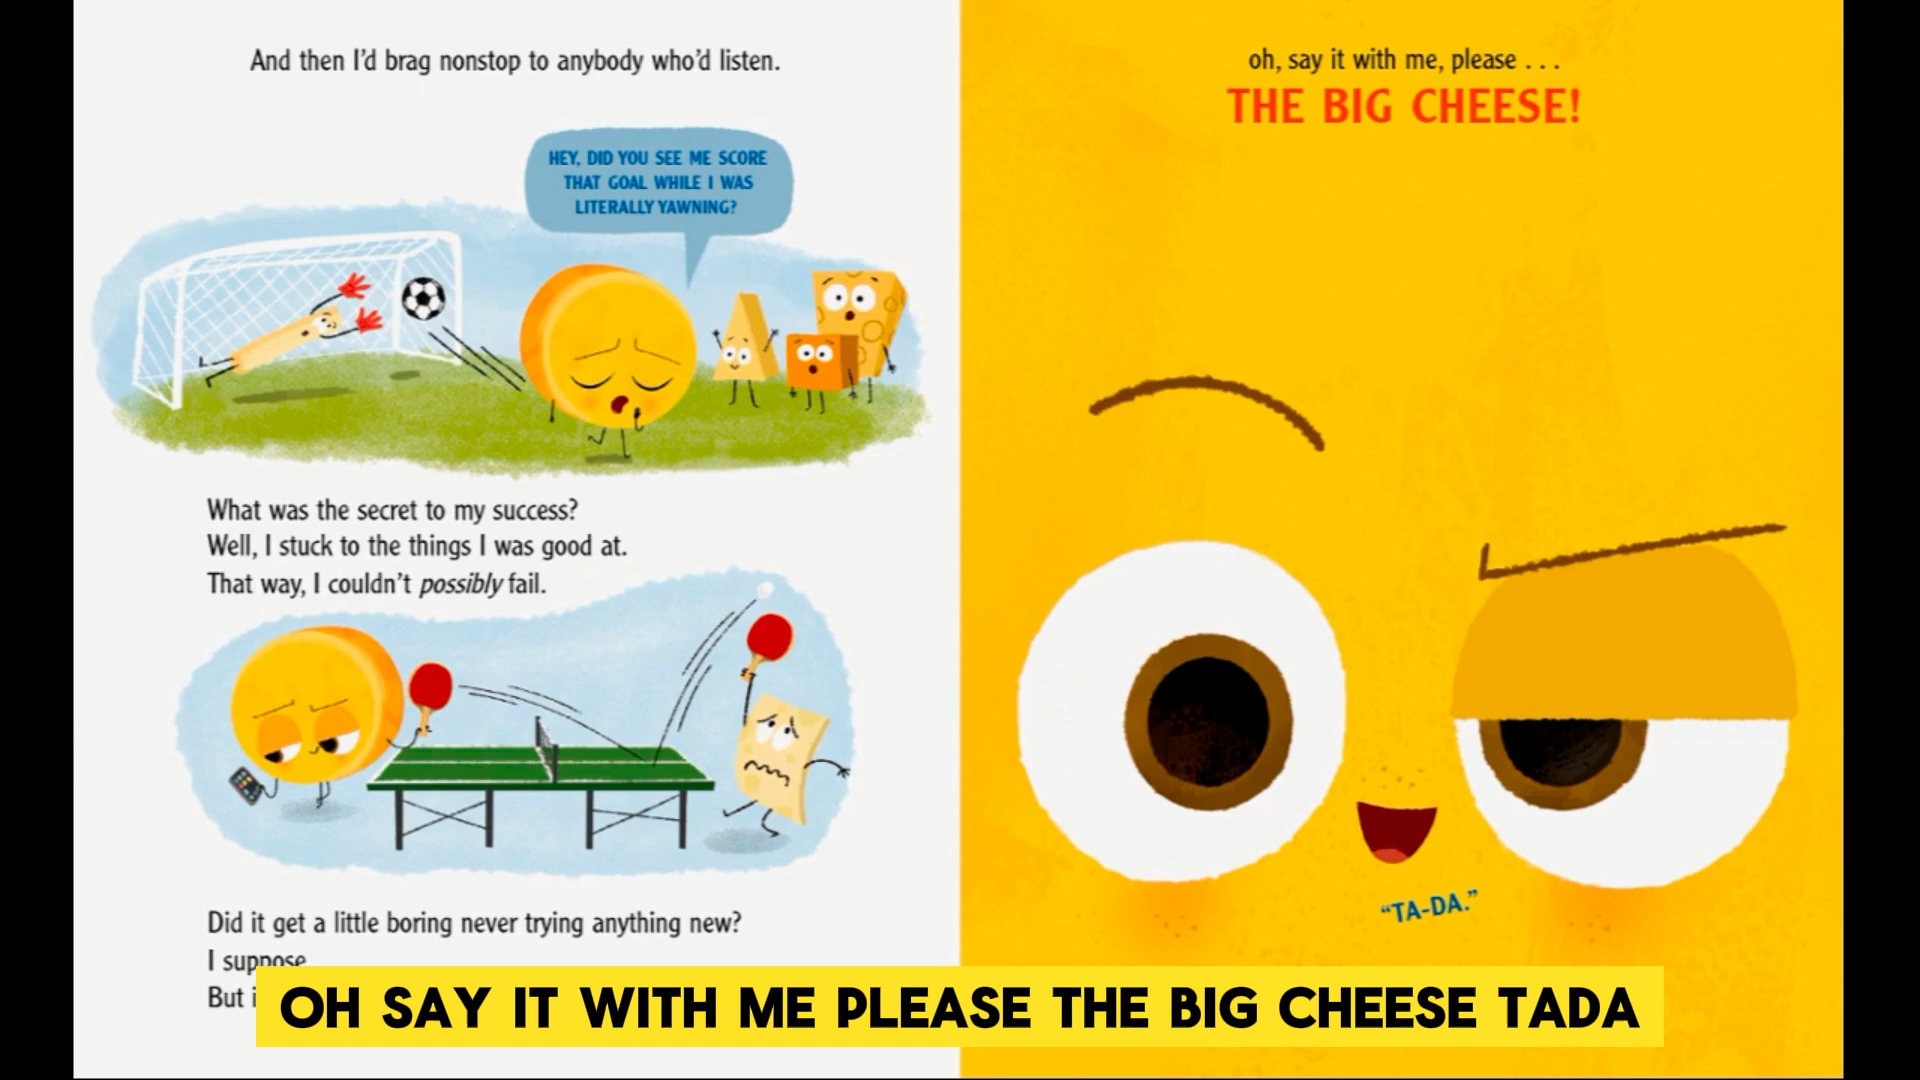 And then I'd brag nonstop to anybody who'd listen.
HEY, DID YOU SEE ME SCORE
THAT GOAL WHILE I WAS
LITERALLY YAWNING?
What was the secret to my success?
Well, I stuck to the things I was good at.
That way, I couldn't possibly fail.
Did it get a little boring never trying anything new?
I suppose
But
oh, say it with me, please . . .
THE BIG CHEESE!
“TA-DA.”
OH SAY IT WITH ME PLEASE THE BIG CHEESE TADA